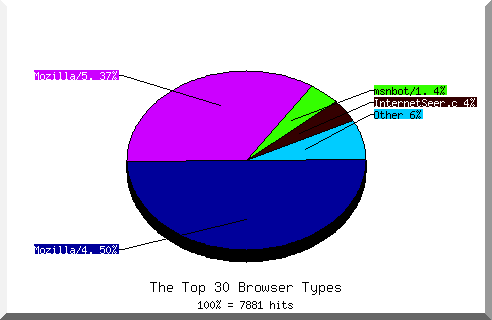 Mozilla/5. 37%
msnbot/1. 4%
InternetSeer.c 4%
Other 6%
Mozilla/4. 50%
The Top 30 Browser Types
100% = 7881 hits